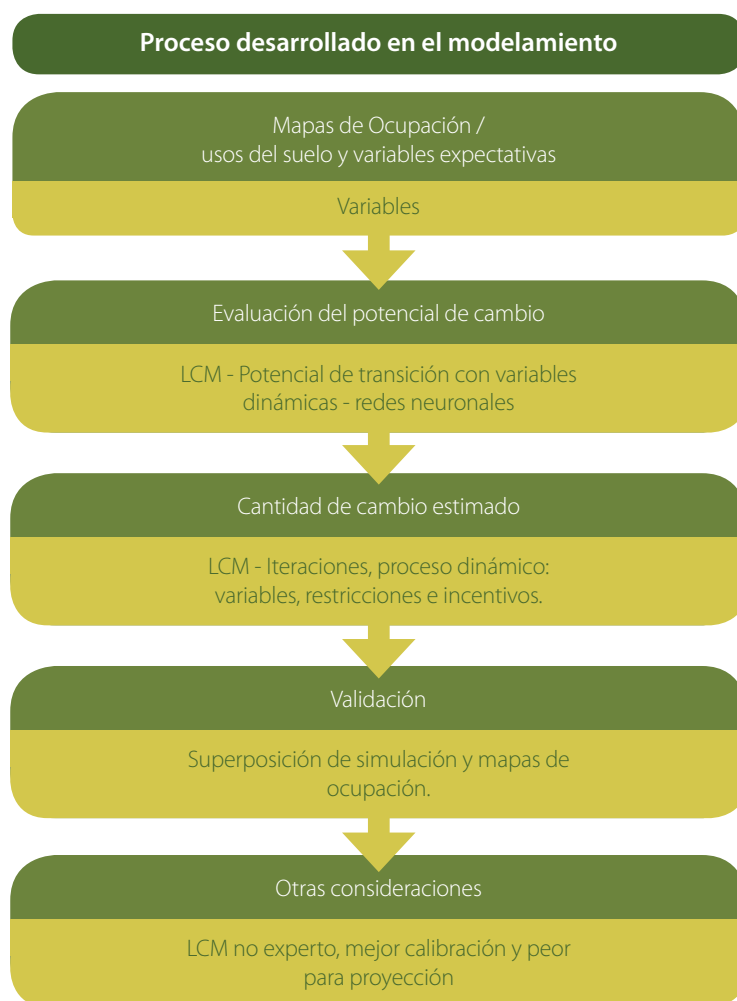 Proceso desarrollado en el modelamiento
Mapas de Ocupación /
usos del suelo y variables expectativas
Variables
Evaluación del potencial de cambio
LCM - Potencial de transición con variables
dinámicas - redes neuronales
Cantidad de cambio estimado
LCM - Iteraciones, proceso dinámico:
variables, restricciones e incentivos.
Validación
Superposición de simulación y mapas de
ocupación.
Otras consideraciones
LCM no experto, mejor calibración y peor
para proyección